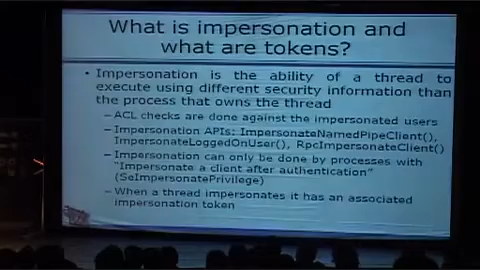 What is impersonation and
what are tokens?
• Impersonation is the ability of a thread to
execute using different security information than
the process that owns the thread
– ACL checks are done against the impersonated users
– Impersonation APIs: ImpersonateNamedPipeClient(),
ImpersonateLoggedOnUser(), RpcImpersonateClient()
– Impersonation can only be done by processes with
"Impersonate a client after authentication"
(SeImpersonatePrivilege)
– When a thread impersonates it has an associated
impersonation token